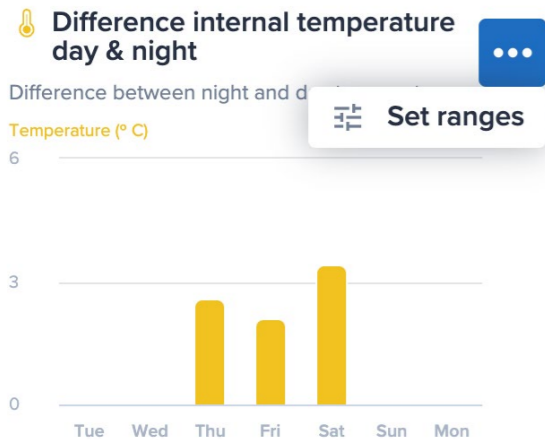 Difference internal temperature
day & night
Difference between night and
Set ranges
Temperature (º C)
6
3
0
Tue Wed Thu Fri Sat Sun Mon